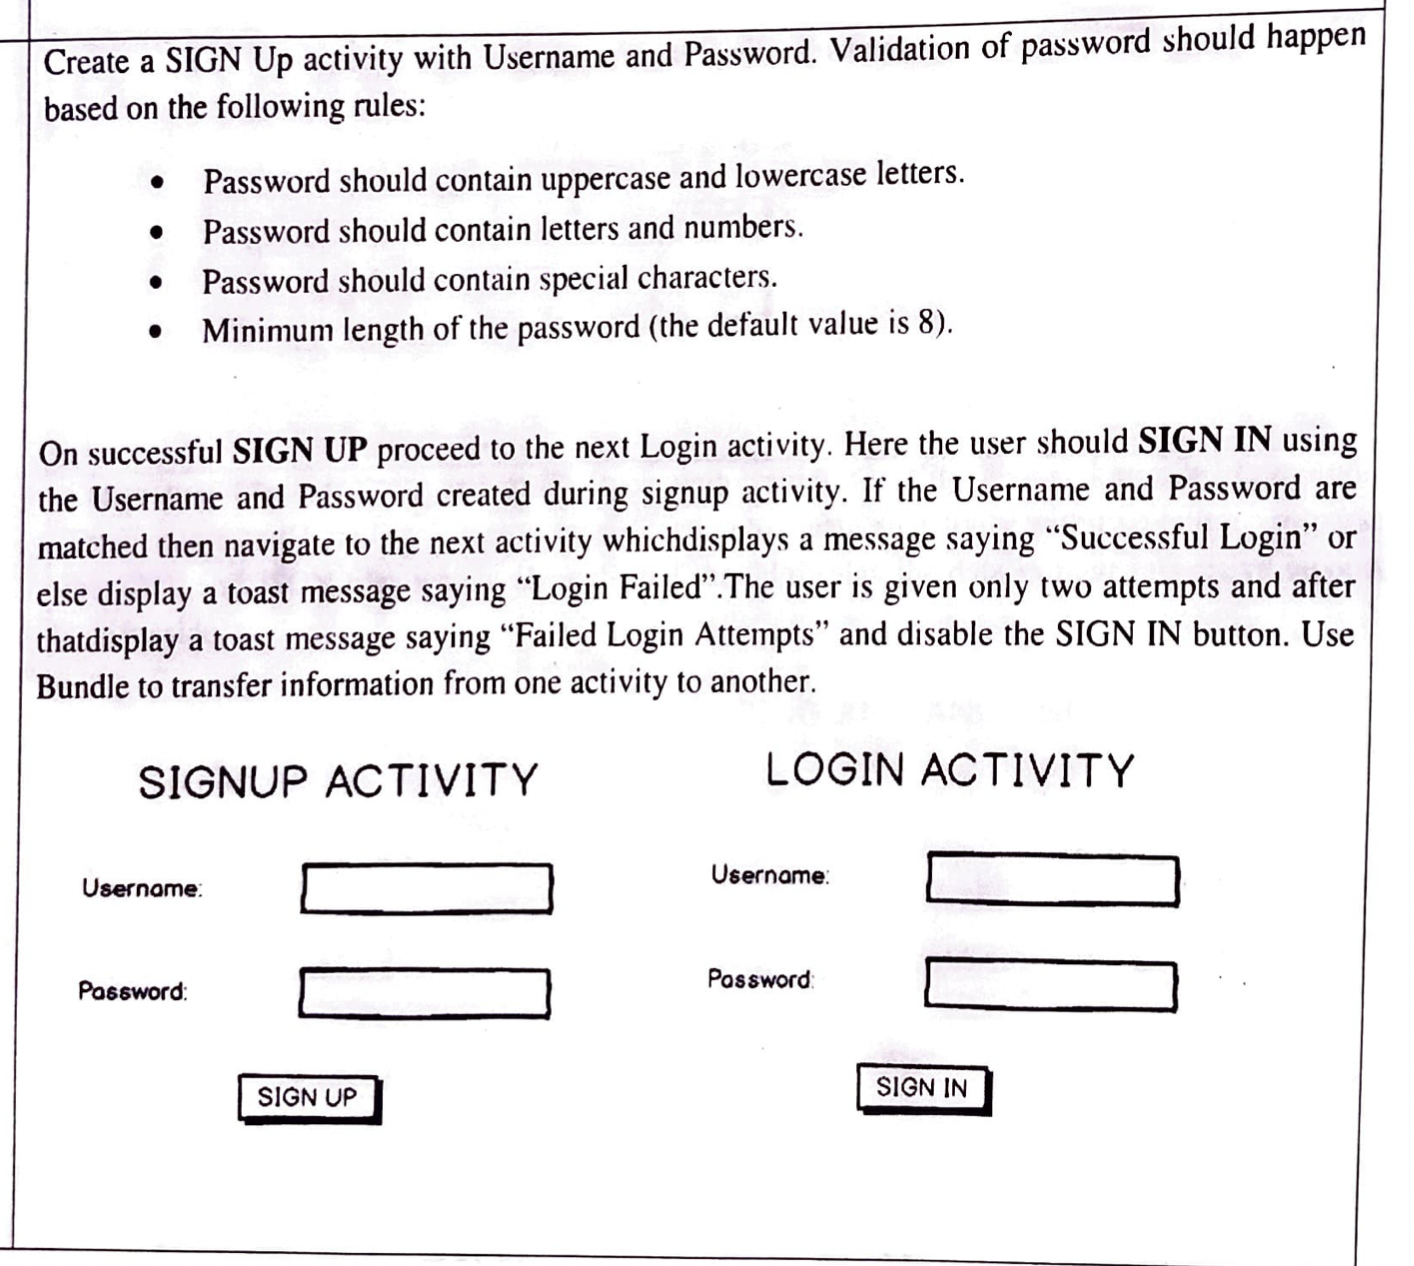 Create a SIGN Up activity with Username and Password. Validation of password should happen
based on the following rules:
• Password should contain uppercase and lowercase letters.
• Password should contain letters and numbers.
• Password should contain special characters.
• Minimum length of the password (the default value is 8).
On successful SIGN UP proceed to the next Login activity. Here the user should SIGN IN using
the Username and Password created during signup activity. If the Username and Password are
matched then navigate to the next activity whichdisplays a message saying “Successful Login” or
else display a toast message saying “Login Failed”.The user is given only two attempts and after
thatdisplay a toast message saying “Failed Login Attempts” and disable the SIGN IN button. Use
Bundle to transfer information from one activity to another.
SIGNUP ACTIVITY
Username:
Password:
SIGN UP
LOGIN ACTIVITY
Username:
Password:
SIGN IN